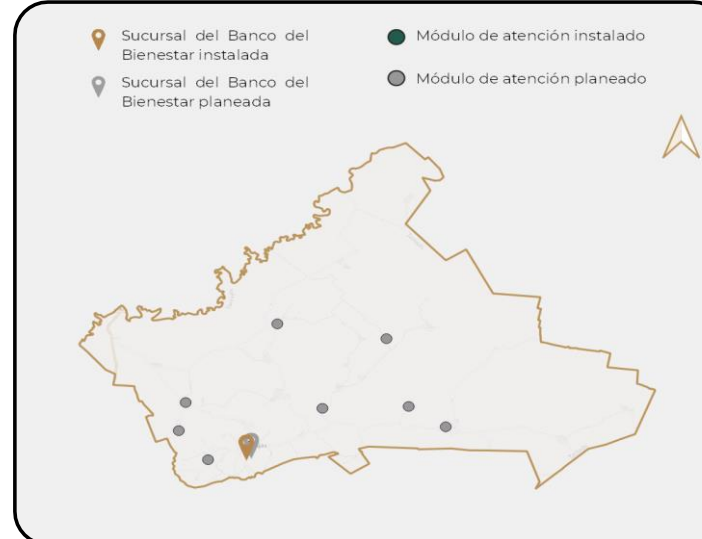 Sucursal del Banco del
Bienestar instalada
Sucursal del Banco del
Bienestar planeada
Módulo de atención instalado
Módulo de atención planeado